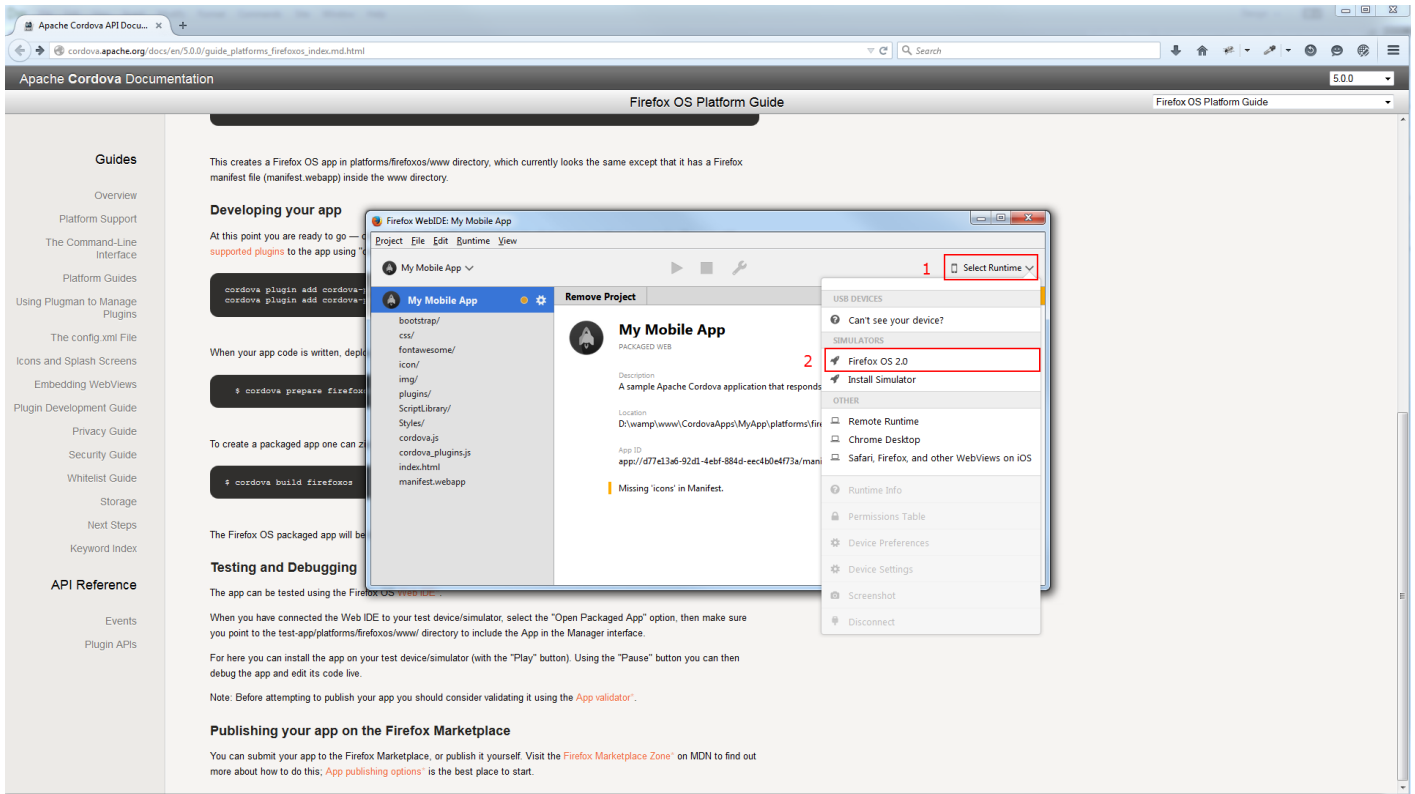 Apache Cordova API Docu...
cordova.apache.org/docs/en/5.0.0/guide_platforms_firefoxos_index.md.html
Search
Apache Cordova Documentation
5.0.0
Firefox OS Platform Guide
Firefox OS Platform Guide
Guides
Overview
Platform Support
The Command-Line
Interface
Platform Guides
Using Plugman to Manage
Plugins
The config.xml File
Icons and Splash Screens
Embedding WebViews
Plugin Development Guide
Privacy Guide
Security Guide
Whitelist Guide
Storage
Next Steps
Keyword Index
API Reference
Events
Plugin APIs
This creates a Firefox OS app in platforms/firefoxos/www directory, which currently looks the same except that it has a Firefox
manifest file (manifest.webapp) inside the www directory.
Developing your app
At this point you are ready to go —
supported plugins to the app using
cordova plugin add
cordova plugin add
When your app code is written,
$ cordova prepare
To create a packaged app one can
$ cordova build firefoxos
The Firefox OS packaged app will be
Testing and Debugging
The app can be tested using the Firefox OS Web IDE.
When you have connected the Web IDE to your test device/simulator, select the "Open Packaged App" option, then make sure
you point to the test-app/platforms/firefoxos/www/ directory to include the App in the Manager interface.
For here you can install the app on your test device/simulator (with the "Play" button). Using the "Pause" button you can then
debug the app and edit its code live.
Note: Before attempting to publish your app you should consider validating it using the App validator.
Publishing your app on the Firefox Marketplace
You can submit your app to the Firefox Marketplace, or publish it yourself. Visit the Firefox Marketplace Zone on MDN to find out
more about how to do this; App publishing options is the best place to start.
Firefox WebIDE: My Mobile App
Project File Edit Runtime View
My Mobile App
1
Select Runtime
My Mobile App
bootstrap/
css/
fontawesome/
icon/
img/
plugins/
ScriptLibrary/
Styles/
cordova.js
cordova_plugins.js
index.html
manifest.webapp
Remove Project
My Mobile App
PACKAGED WEB
Description
A sample Apache Cordova application that responds
Location
D:\wamp\www\CordovaApps\MyApp\platforms\fire
App ID
app://d77e13a6-92d1-4ebf-884d-eec4b0e4f73a/mani
Missing 'icons' in Manifest.
USB DEVICES
Can't see your device?
SIMULATORS
2
Firefox OS 2.0
Install Simulator
OTHER
Remote Runtime
Chrome Desktop
Safari, Firefox, and other WebViews on iOS
Runtime Info
Permissions Table
Device Preferences
Device Settings
Screenshot
Disconnect